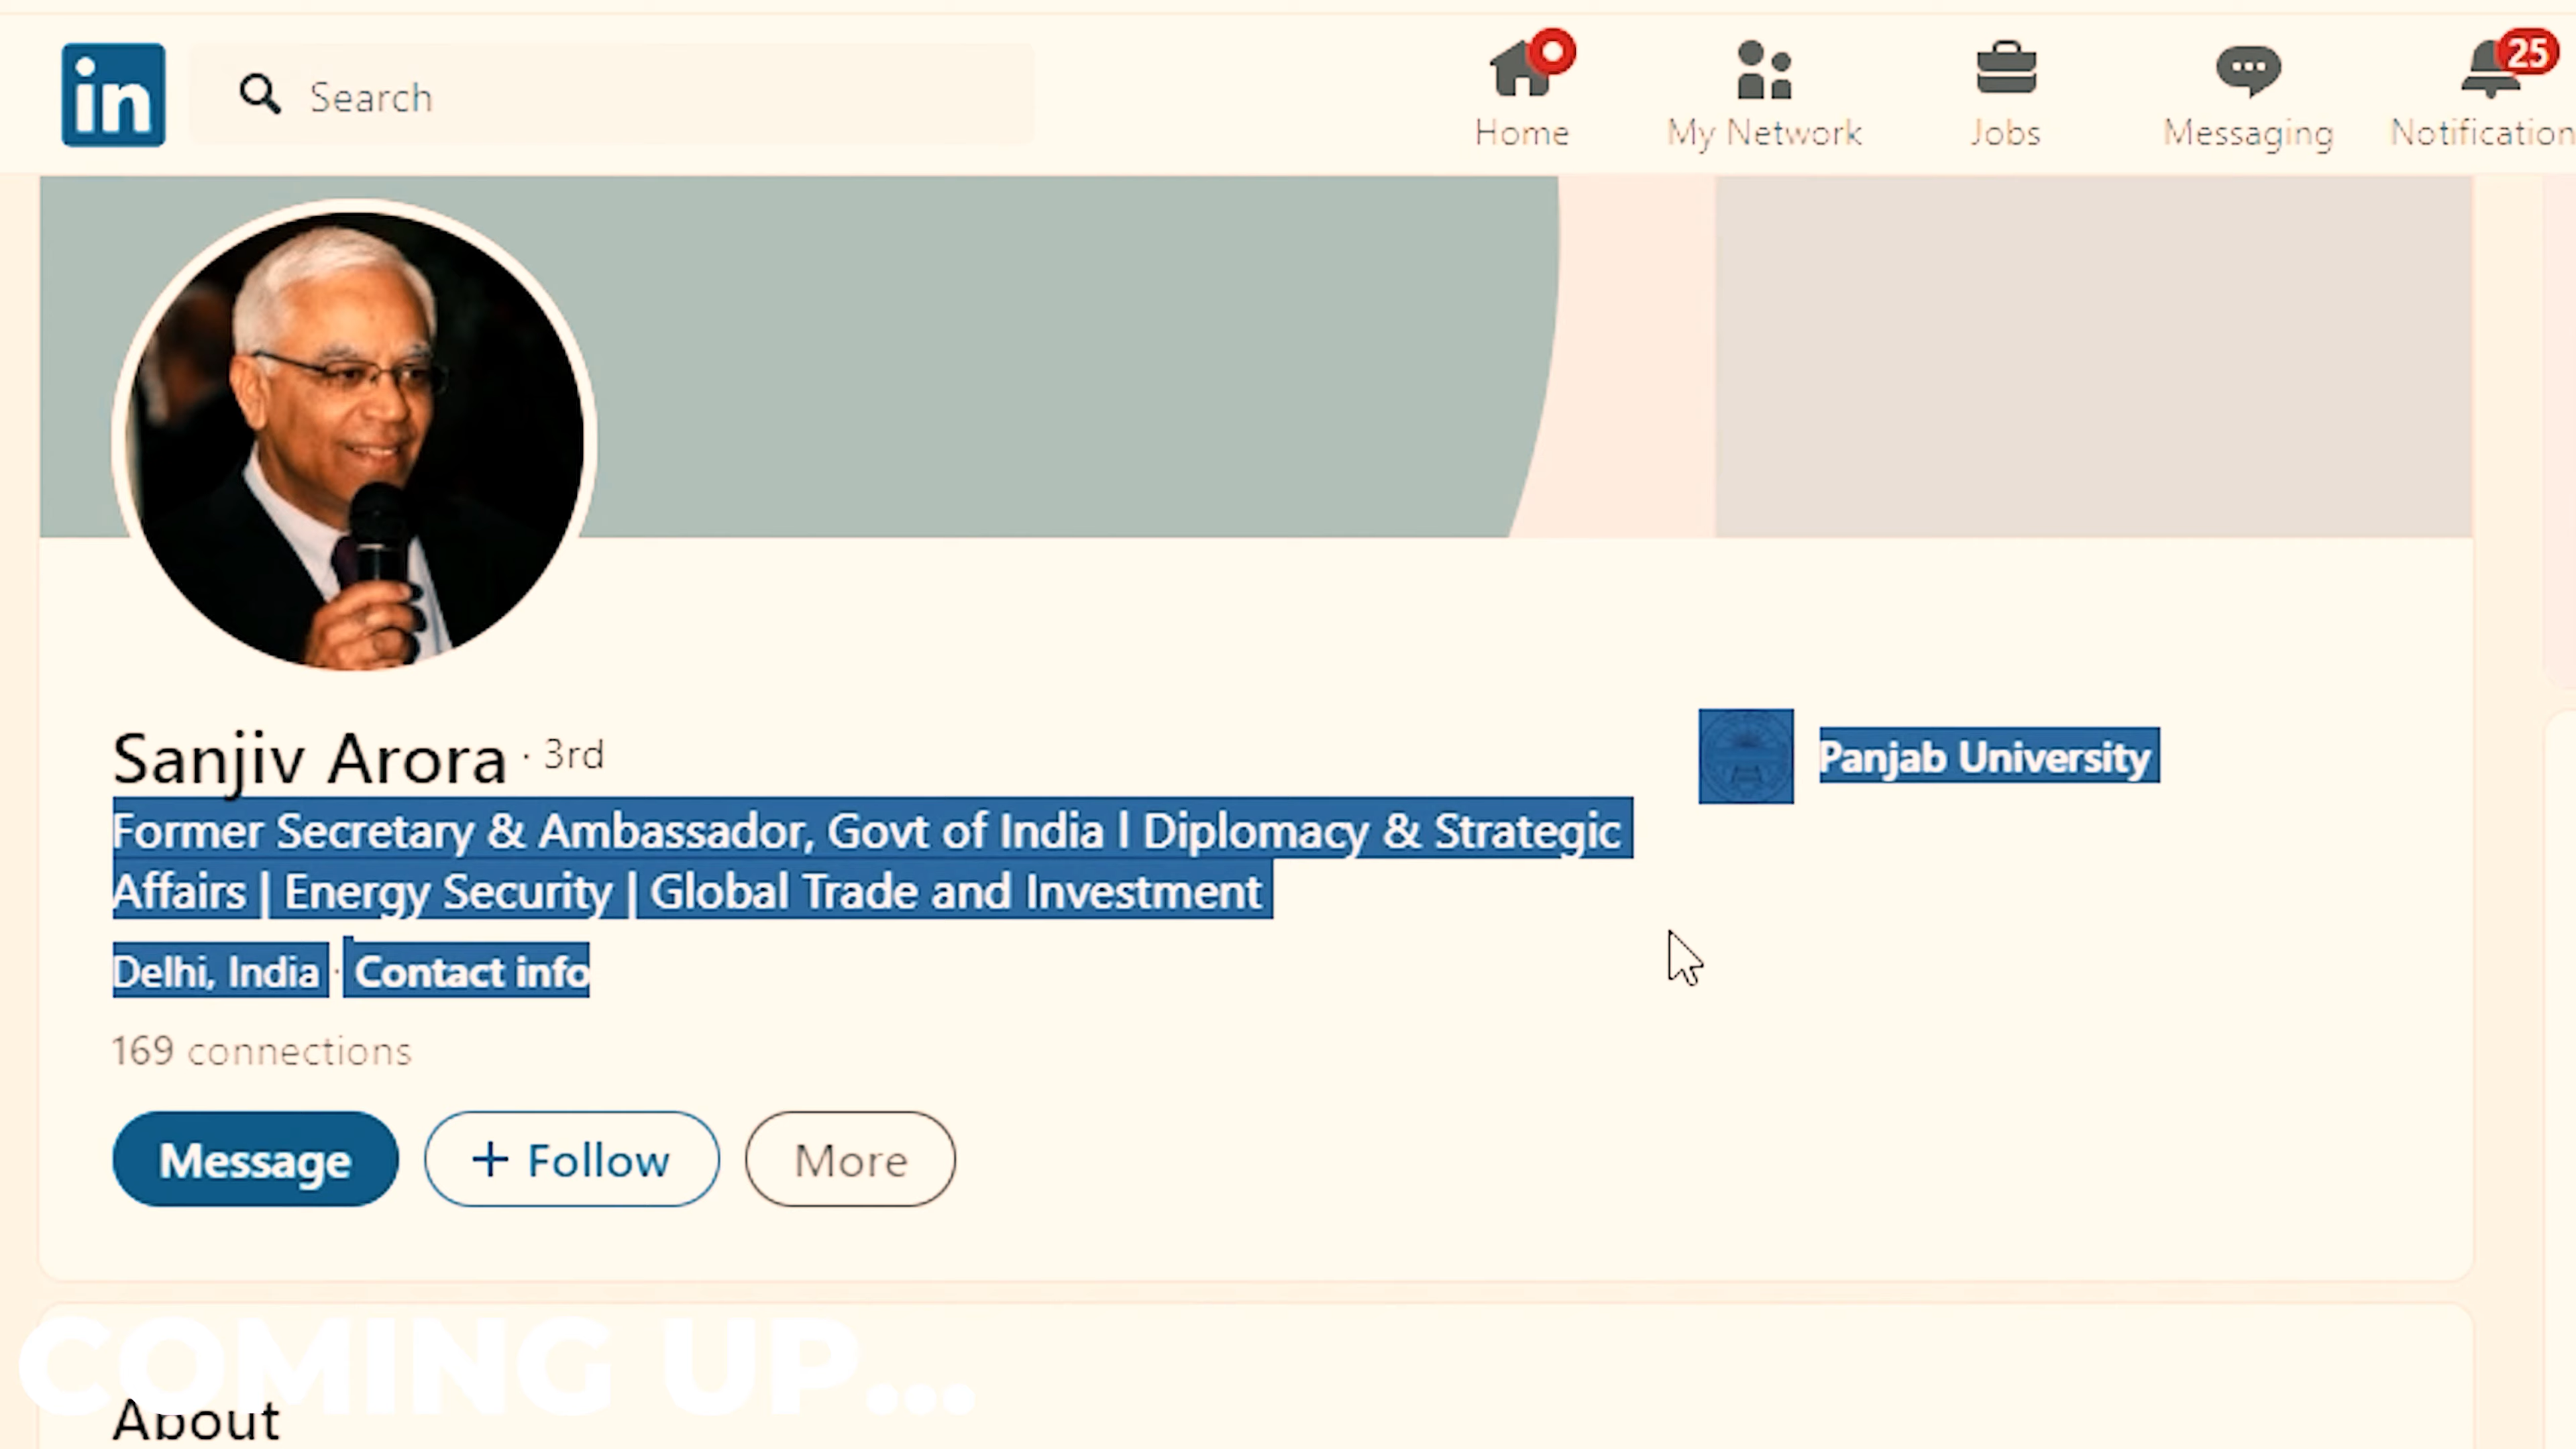 in
Search
Home
My Network
Jobs
Messaging
25
Notification
Sanjiv Arora · 3rd
Former Secretary & Ambassador, Govt of India l Diplomacy & Strategic
Affairs | Energy Security | Global Trade and Investment
Delhi, India · Contact info
169 connections
Panjab University
Message
+ Follow
More
COMING UP...
About